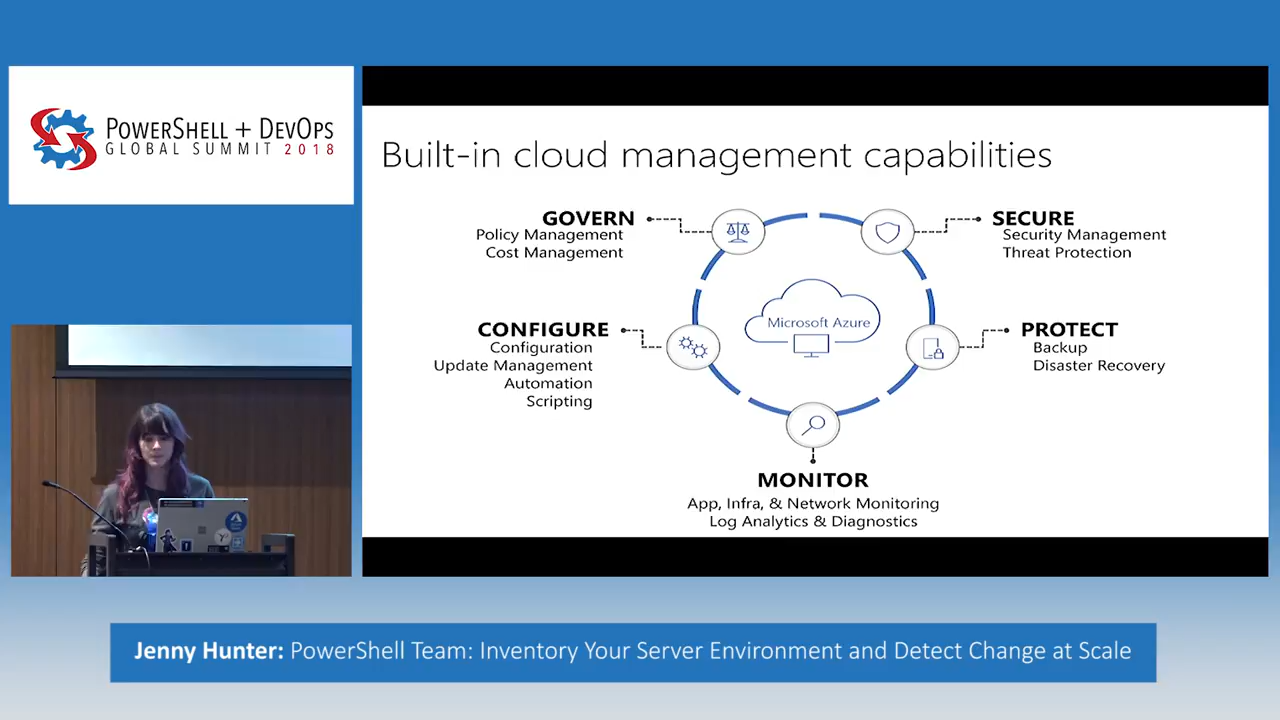 POWERSHELL + DEVOPS
GLOBAL SUMMIT 2018
Built-in cloud management capabilities
GOVERN
Policy Management
Cost Management
SECURE
Security Management
Threat Protection
Microsoft Azure
CONFIGURE
Configuration
Update Management
Automation
Scripting
PROTECT
Backup
Disaster Recovery
MONITOR
App, Infra, & Network Monitoring
Log Analytics & Diagnostics
Jenny Hunter: PowerShell Team: Inventory Your Server Environment and Detect Change at Scale